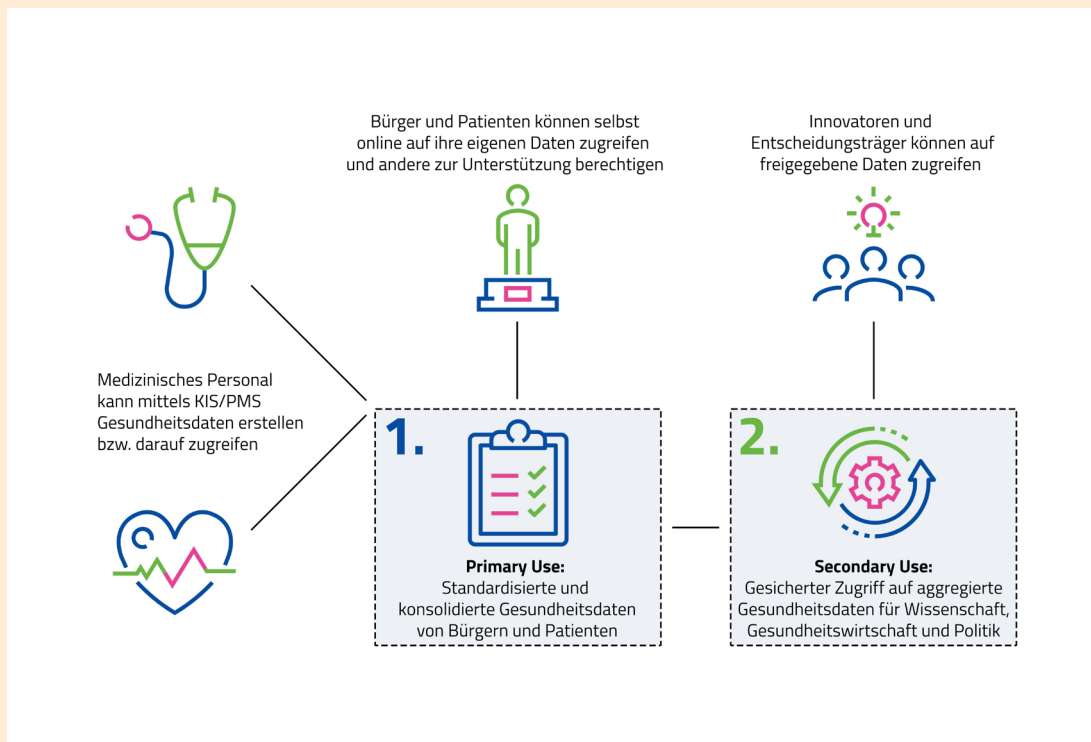 Bürger und Patienten können selbst
online auf ihre eigenen Daten zugreifen
und andere zur Unterstützung berechtigen
Innovatoren und
Entscheidungsträger können auf
freigegebene Daten zugreifen
Medizinisches Personal
kann mittels KIS/PMS
Gesundheitsdaten erstellen
bzw. darauf zugreifen
1.
Primary Use:
Standardisierte und
konsolidierte Gesundheitsdaten
von Bürgern und Patienten
2.
Secondary Use:
Gesicherter Zugriff auf aggregierte
Gesundheitsdaten für Wissenschaft,
Gesundheitswirtschaft und Politik